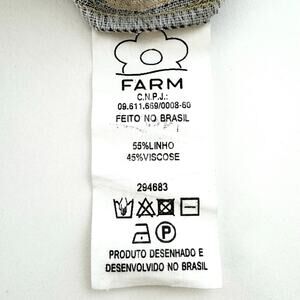 FARM
C.N.P.J.:
09.611.669/0008-60
FEITO NO BRASIL
55%LINHO
45%VISCOSE
294683
P
PRODUTO DESENHADO E
DESENVOLVIDO NO BRASIL